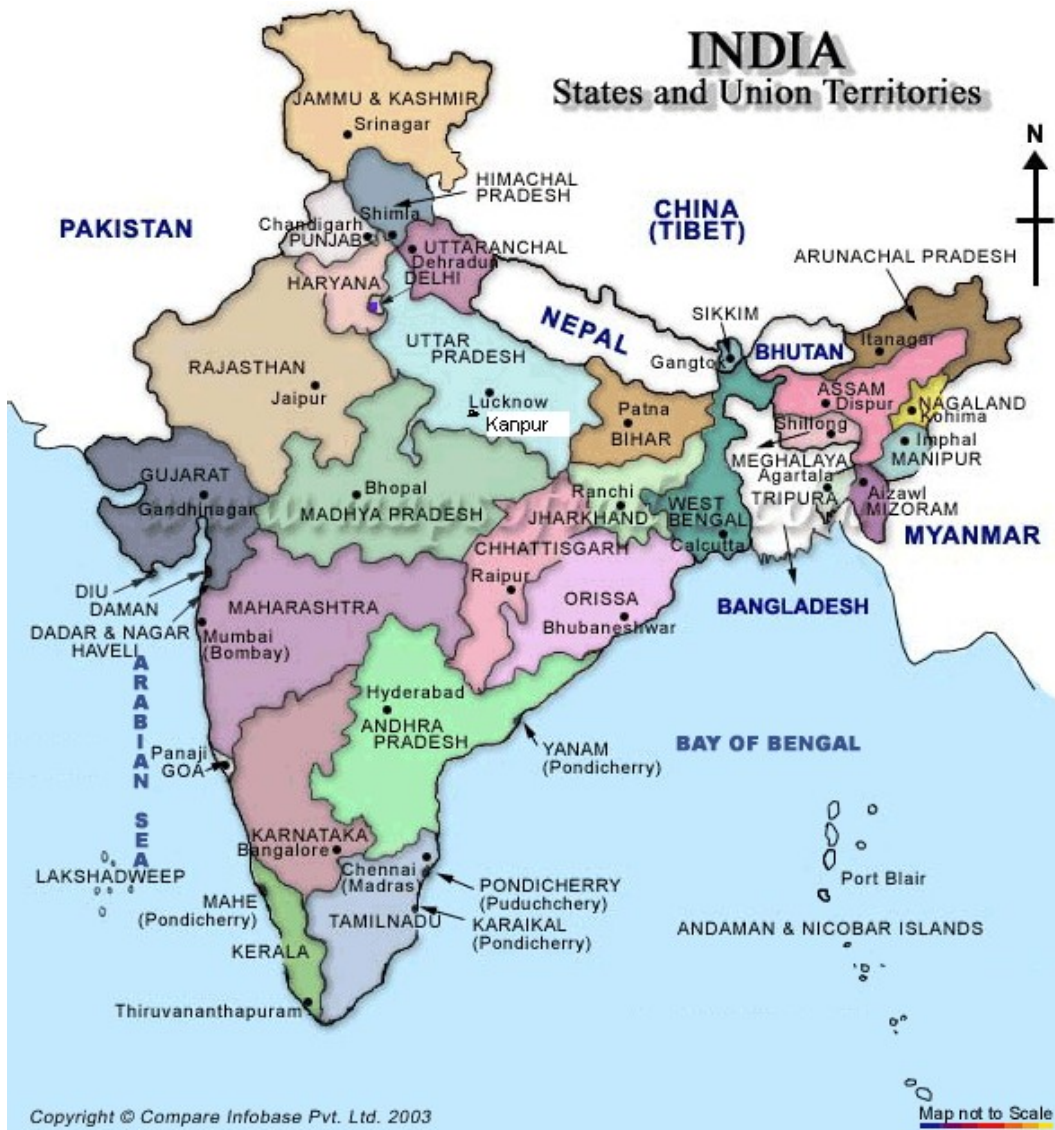 INDIA
States and Union Territories
N
JAMMU & KASHMIR
Srinagar
HIMACHAL
PRADESH
PAKISTAN
CHINA
(TIBET)
Chandigarh
Shimla
PUNJAB
UTTARANCHAL
Dehradun
DELHI
HARYANA
ARUNACHAL PRADESH
NEPAL
SIKKIM
Gangtok
BHUTAN
Itanagar
UTTAR
PRADESH
RAJASTHAN
Jaipur
Lucknow
Kanpur
Patna
BIHAR
ASSAM
Dispur
NAGALAND
Kohima
Shillong
Imphal
MANIPUR
MEGHALAYA
Agartala
TRIPURA
Aizawl
MIZORAM
GUJARAT
Gandhinagar
Bhopal
MADHYA PRADESH
Ranchi
JHARKHAND
WEST
BENGAL
Calcutta
MYANMAR
CHHATTISGARH
Raipur
DIU
DAMAN
DADAR & NAGAR
HAVELI
MAHARASHTRA
Mumbai
(Bombay)
ORISSA
Bhubaneshwar
BANGLADESH
ARABIAN SEA
Hyderabad
ANDHRA
PRADESH
YANAM
(Pondicherry)
BAY OF BENGAL
Panaji
GOA
KARNATAKA
Bangalore
Chennai
(Madras)
LAKSHADWEEP
MAHE
(Pondicherry)
PONDICHERRY
(Puduchchery)
TAMILNADU
KARAIKAL
(Pondicherry)
KERALA
Thiruvananthapuram
Port Blair
ANDAMAN & NICOBAR ISLANDS
Copyright © Compare Infobase Pvt. Ltd. 2003
Map not to Scale